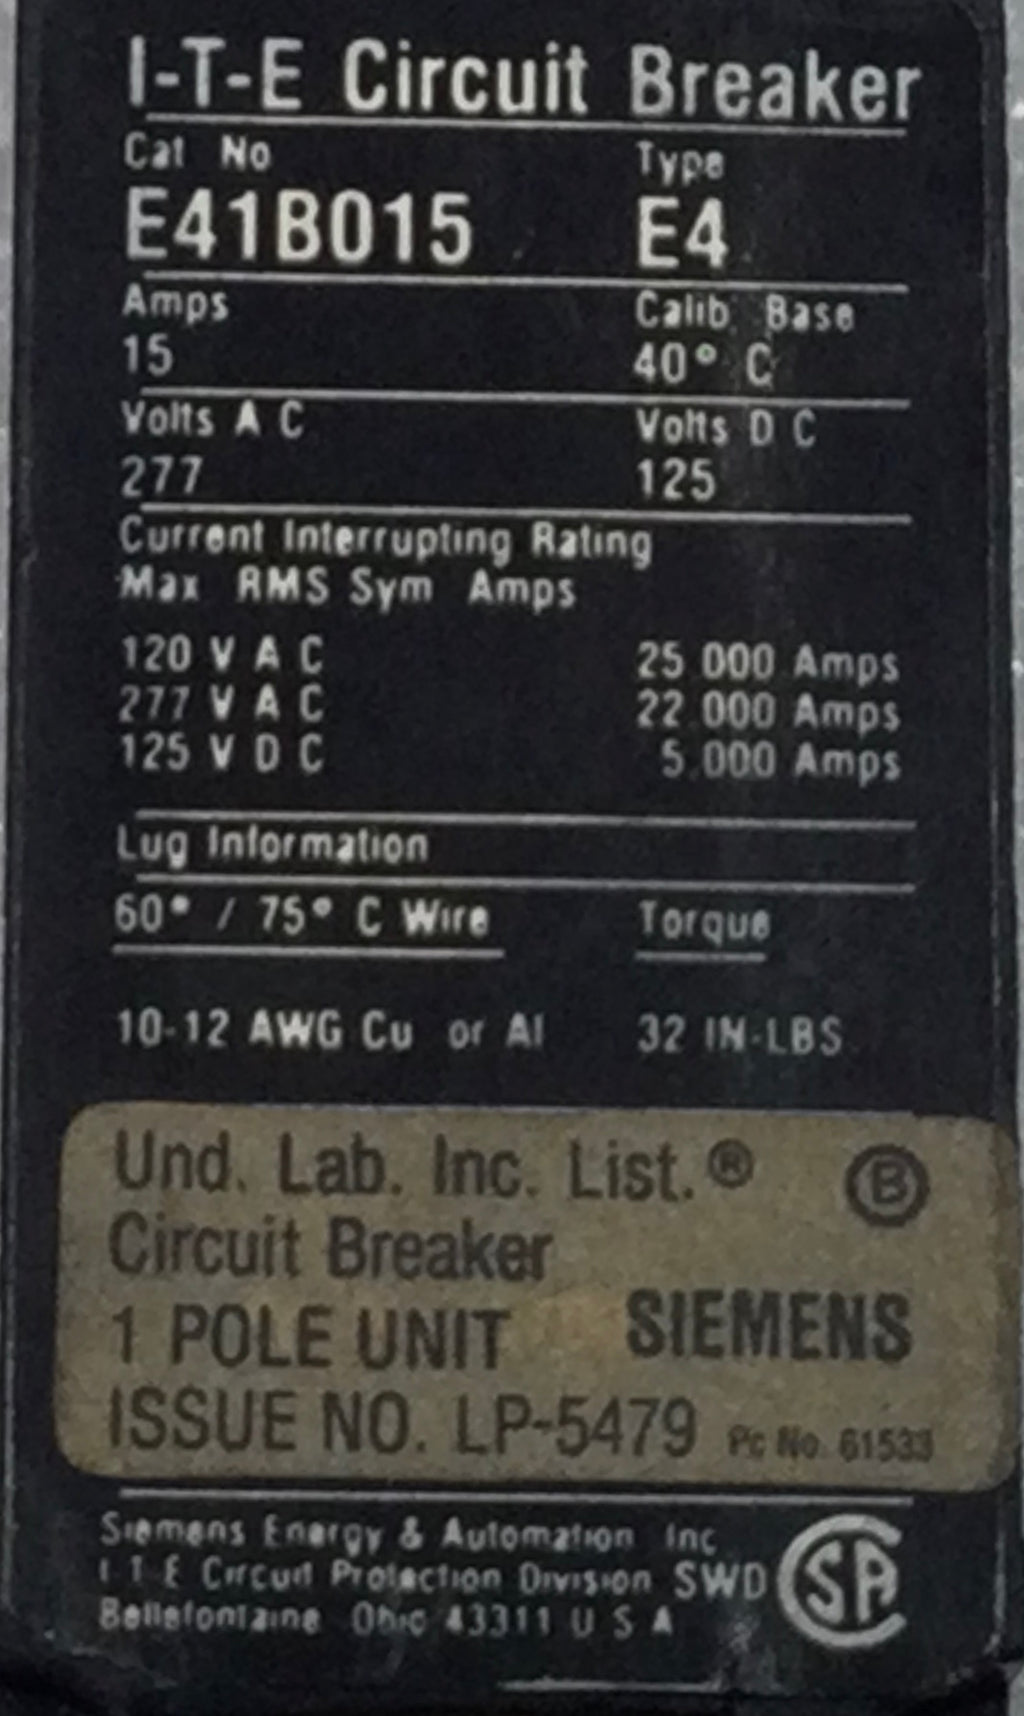 I-T-E Circuit Breaker
Cat No Type
E41B015 E4
Amps Calib. Base
15 40° C
Volts A C Volts D C
277 125
Current Interrupting Rating
Max RMS Sym Amps
120 V A C 25 000 Amps
277 V A C 22 000 Amps
125 V D C 5.000 Amps
Lug Information
60° / 75° C Wire Torque
10-12 AWG Cu or Al 32 IN-LBS
Und. Lab. Inc. List.® B
Circuit Breaker
1 POLE UNIT SIEMENS
ISSUE NO. LP-5479 Pc No. 61533
Siemens Energy & Automation Inc
I T E Circuit Protection Division SWD
Bellefontaine Ohio 43311 U S A
SA